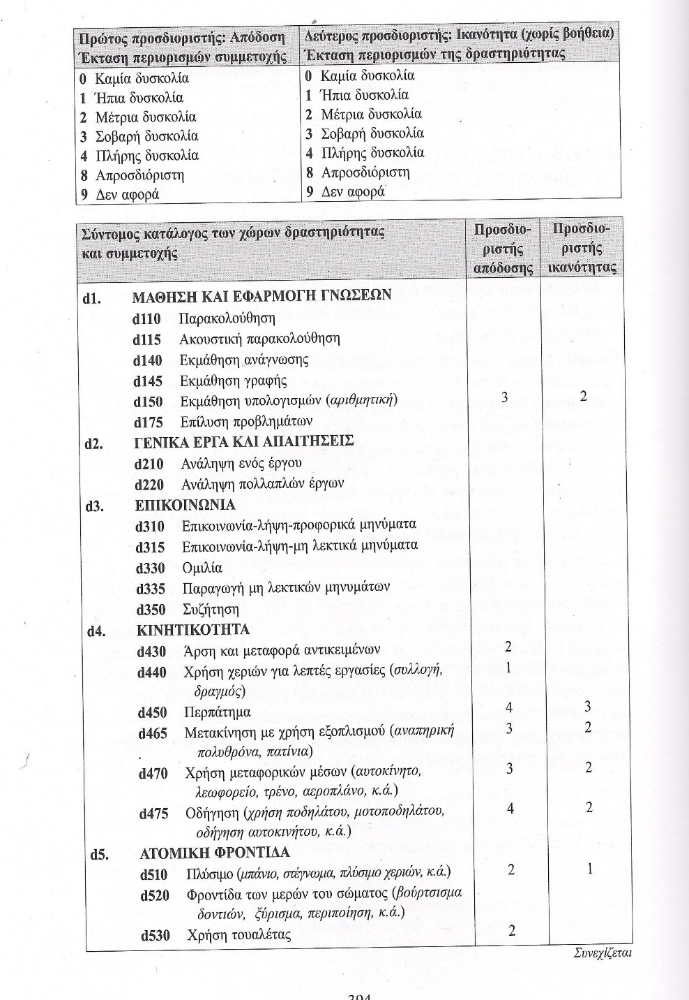 Πρώτος προσδιοριστής: Απόδοση
Έκταση περιορισμών συμμετοχής
Δεύτερος προσδιοριστής: Ικανότητα (χωρίς βοήθεια)
Έκταση περιορισμών της δραστηριότητας
0 Καμία δυσκολία
1 Ήπια δυσκολία
2 Μέτρια δυσκολία
3 Σοβαρή δυσκολία
4 Πλήρης δυσκολία
8 Απροσδιόριστη
9 Δεν αφορά
0 Καμία δυσκολία
1 Ήπια δυσκολία
2 Μέτρια δυσκολία
3 Σοβαρή δυσκολία
4 Πλήρης δυσκολία
8 Απροσδιόριστη
9 Δεν αφορά
Σύντομος κατάλογος των χώρων δραστηριότητας
και συμμετοχής
Προσδιο-
ριστής
απόδοσης
Προσδιο-
ριστής
ικανότητας
d1. ΜΑΘΗΣΗ ΚΑΙ ΕΦΑΡΜΟΓΗ ΓΝΩΣΕΩΝ
d110 Παρακολούθηση
d115 Ακουστική παρακολούθηση
d140 Εκμάθηση ανάγνωσης
d145 Εκμάθηση γραφής
d150 Εκμάθηση υπολογισμών (αριθμητική) 3 2
d175 Επίλυση προβλημάτων
d2. ΓΕΝΙΚΑ ΕΡΓΑ ΚΑΙ ΑΠΑΙΤΗΣΕΙΣ
d210 Ανάληψη ενός έργου
d220 Ανάληψη πολλαπλών έργων
d3. ΕΠΙΚΟΙΝΩΝΙΑ
d310 Επικοινωνία-λήψη-προφορικά μηνύματα
d315 Επικοινωνία-λήψη-μη λεκτικά μηνύματα
d330 Ομιλία
d335 Παραγωγή μη λεκτικών μηνυμάτων
d350 Συζήτηση
d4. ΚΙΝΗΤΙΚΟΤΗΤΑ
d430 Άρση και μεταφορά αντικειμένων 2
d440 Χρήση χεριών για λεπτές εργασίες (συλλογή, 1
δραγμός)
d450 Περπάτημα 4 3
d465 Μετακίνηση με χρήση εξοπλισμού (αναπηρική 3 2
πολυθρόνα, πατίνια)
d470 Χρήση μεταφορικών μέσων (αυτοκίνητο, 3 2
λεωφορείο, τρένο, αεροπλάνο, κ.ά.)
d475 Οδήγηση (χρήση ποδηλάτου, μοτοποδηλάτου, 4 2
οδήγηση αυτοκινήτου, κ.ά.)
d5. ΑΤΟΜΙΚΗ ΦΡΟΝΤΙΔΑ
d510 Πλύσιμο (μπάνιο, στέγνωμα, πλύσιμο χεριών, κ.ά.) 2 1
d520 Φροντίδα των μερών του σώματος (βούρτσισμα
δοντιών, ξύρισμα, περιποίηση, κ.ά.)
d530 Χρήση τουαλέτας 2
Συνεχίζεται